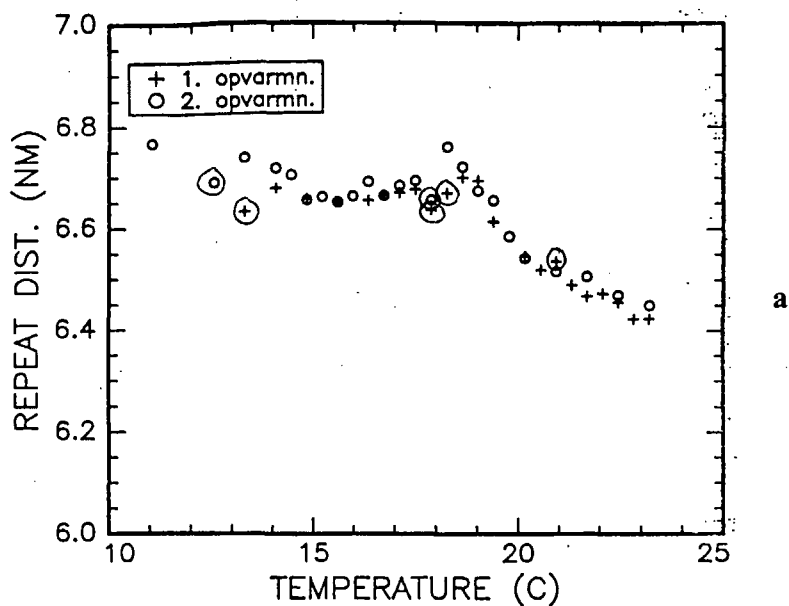 7.0
+ 1. opvarmn.
o 2. opvarmn.
6.8
6.6
6.4
6.2
6.0
REPEAT DIST. (NM)
10 15 20 25
TEMPERATURE (C)
a